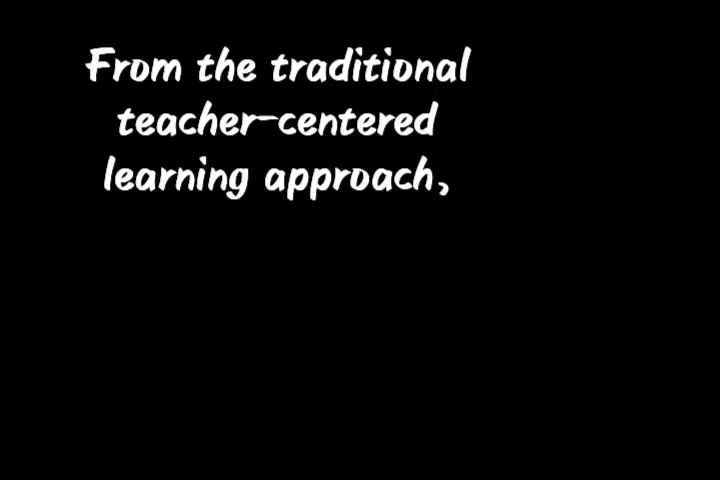 From the traditional
teacher-centered
learning approach,